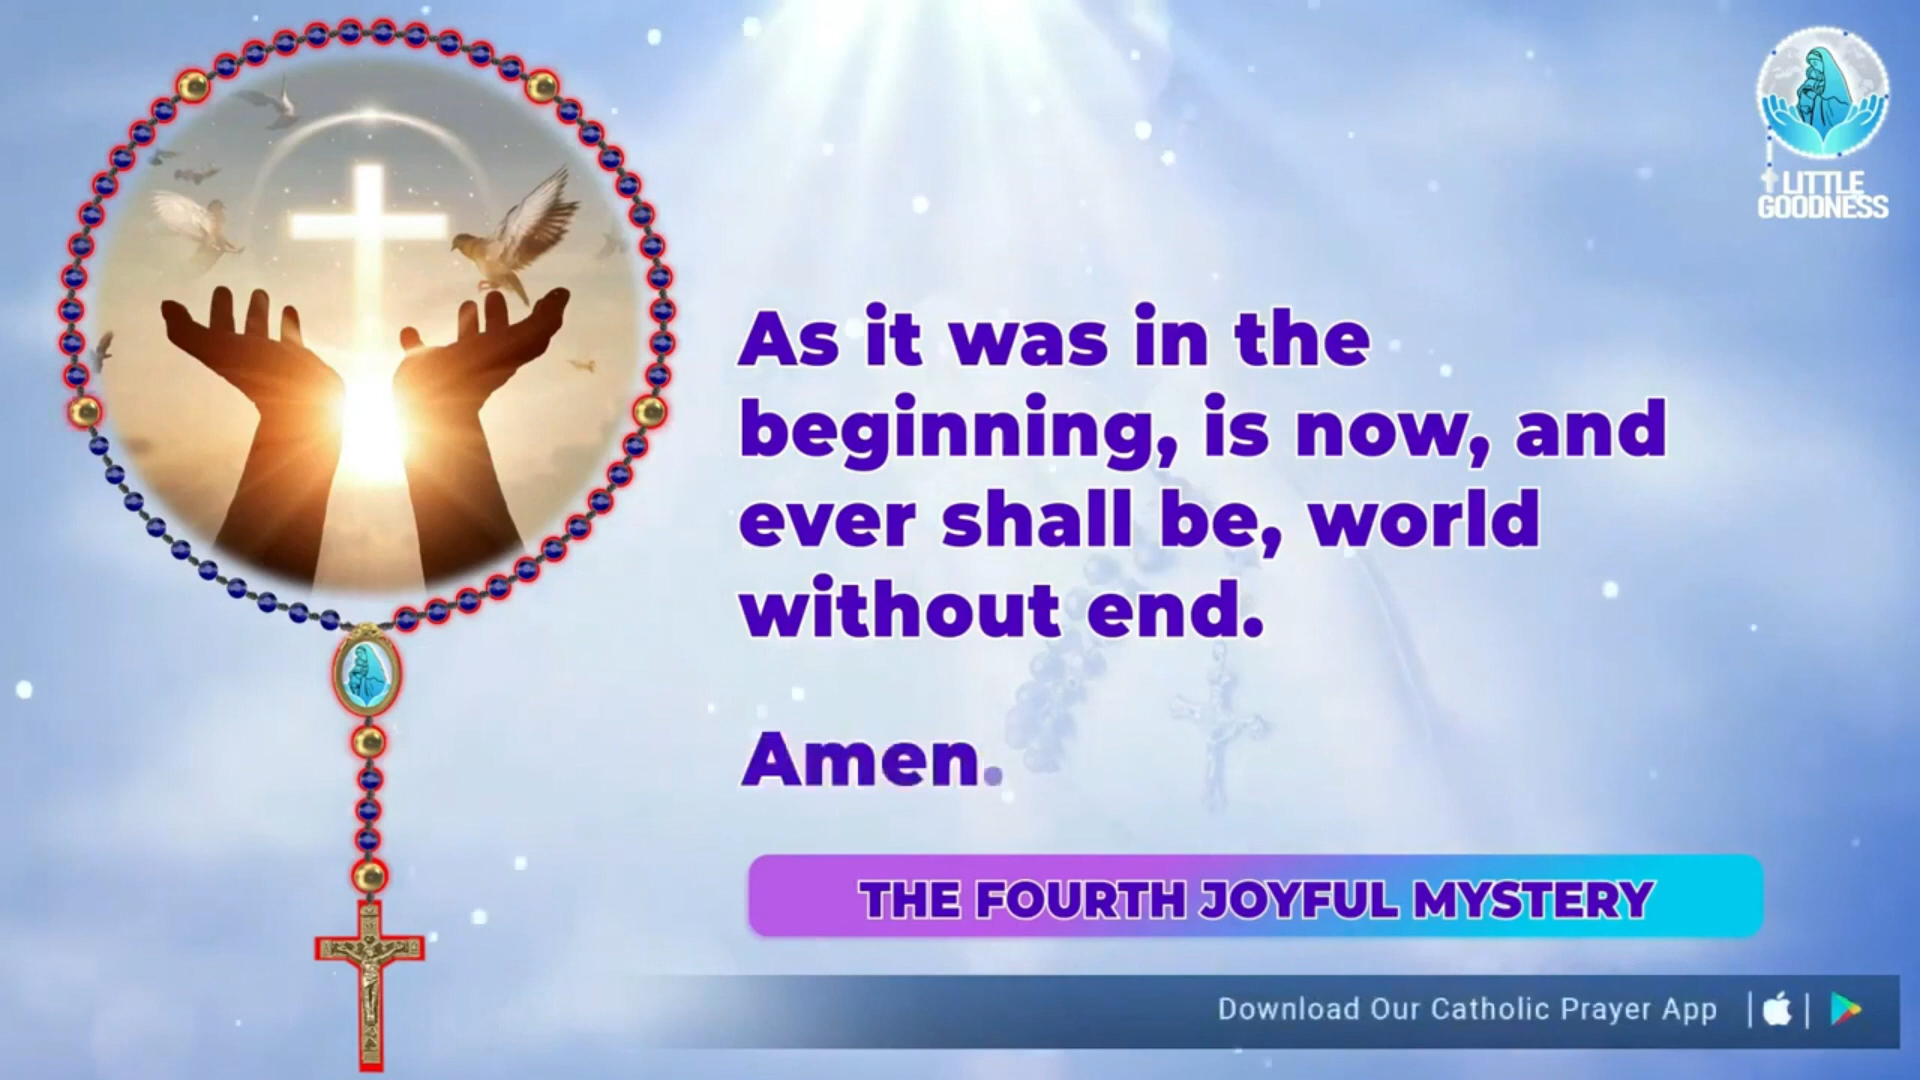 LITTLE
GOODNESS
As it was in the
beginning, is now, and
ever shall be, world
without end.
Amen.
THE FOURTH JOYFUL MYSTERY
Download Our Catholic Prayer App